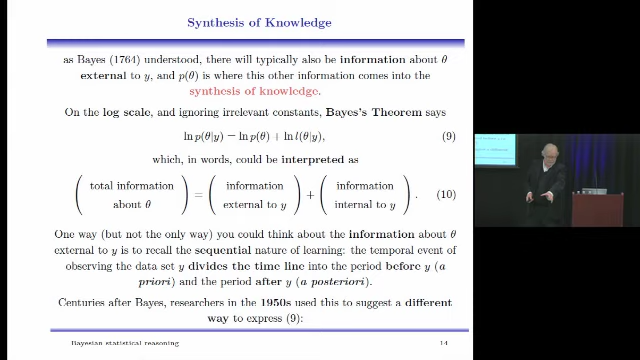 Synthesis of Knowledge
as Bayes (1764) understood, there will typically also be information about θ
external to y, and p(θ) is where this other information comes into the
synthesis of knowledge.
On the log scale, and ignoring irrelevant constants, Bayes's Theorem says
ln p(θ|y) = ln p(θ) + ln l(θ|y), (9)
which, in words, could be interpreted as
( total information about θ ) = ( information external to y ) + ( information internal to y ) . (10)
One way (but not the only way) you could think about the information about θ
external to y is to recall the sequential nature of learning: the temporal event of
observing the data set y divides the time line into the period before y (a
priori) and the period after y (a posteriori).
Centuries after Bayes, researchers in the 1950s used this to suggest a different
way to express (9):
Bayesian statistical reasoning 14